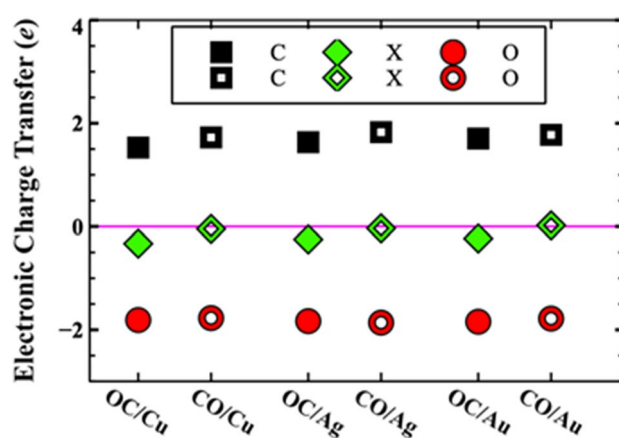 4
C X O
C X O
2
0
−2
Electronic Charge Transfer (e)
OC/Cu CO/Cu OC/Ag CO/Ag OC/Au CO/Au